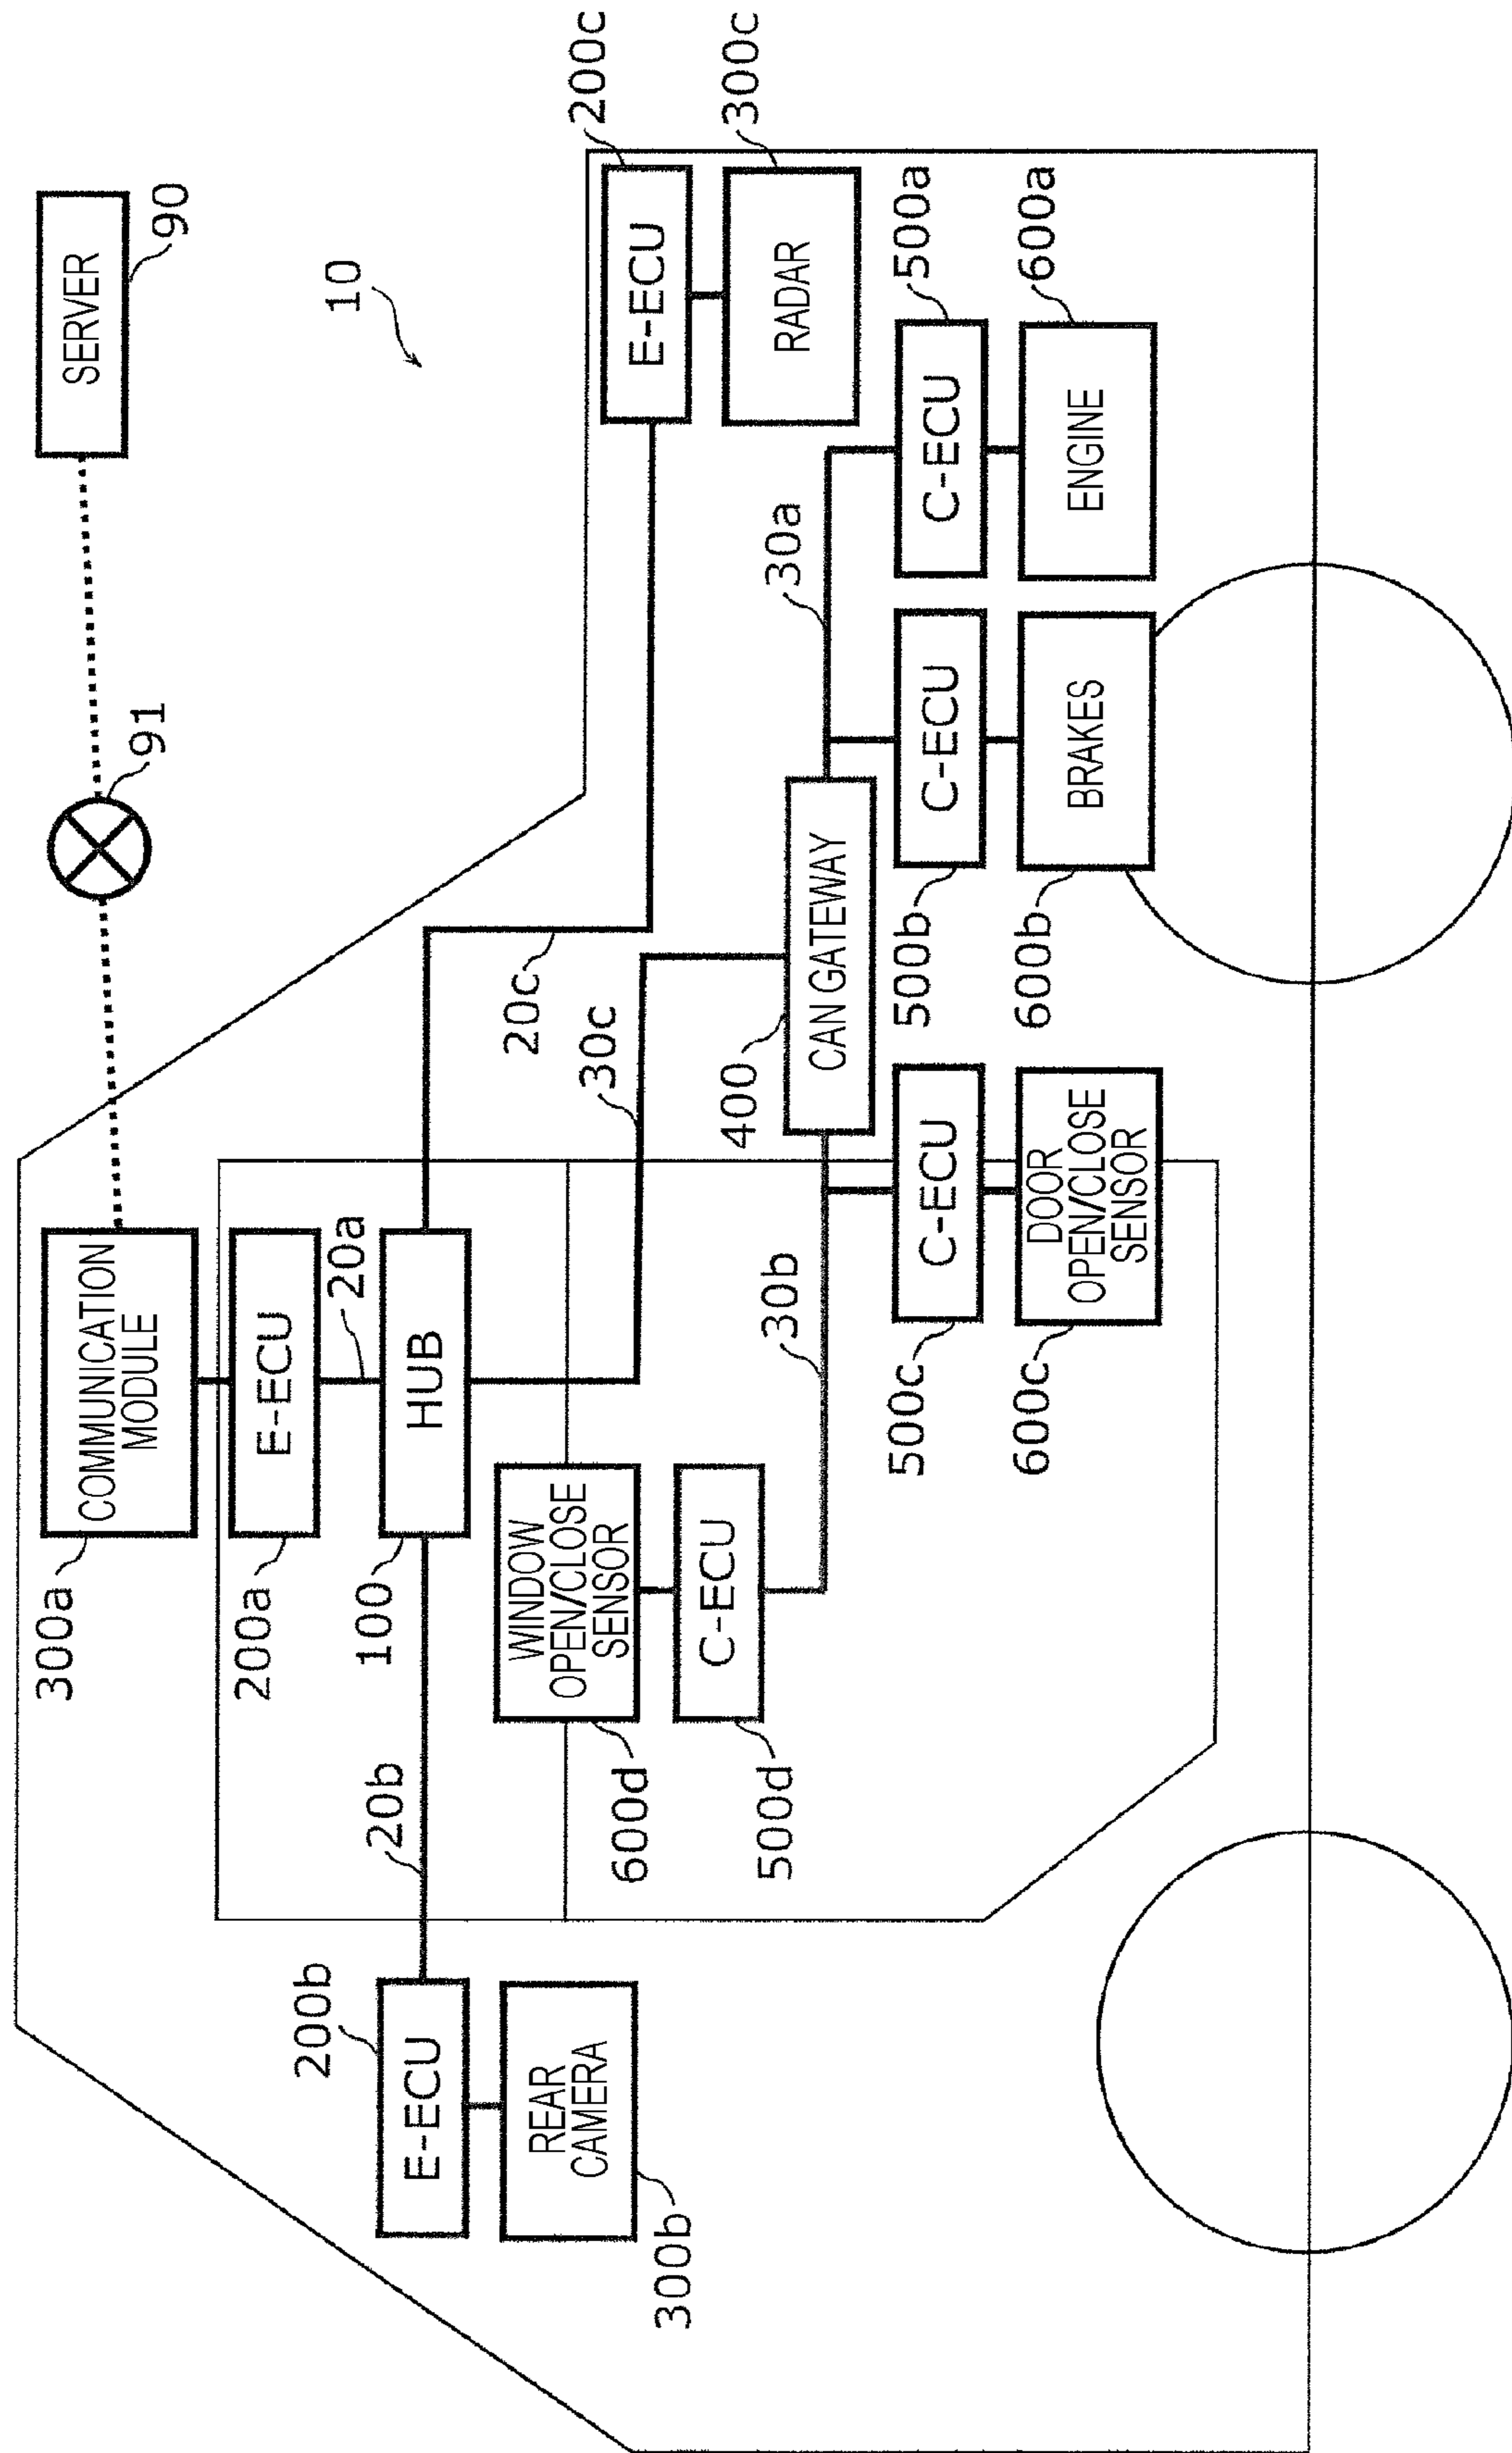 SERVER
90
91
10
300a
COMMUNICATION
MODULE
200a
E-ECU
20a
100
HUB
20b
20c
30c
200b
E-ECU
REAR
CAMERA
300b
WINDOW
OPEN/CLOSE
SENSOR
600d
C-ECU
500d
30b
400
CAN GATEWAY
30a
200c
E-ECU
RADAR
300c
500a
C-ECU
ENGINE
600a
C-ECU
500b
BRAKES
600b
C-ECU
500c
DOOR
OPEN/CLOSE
SENSOR
600c